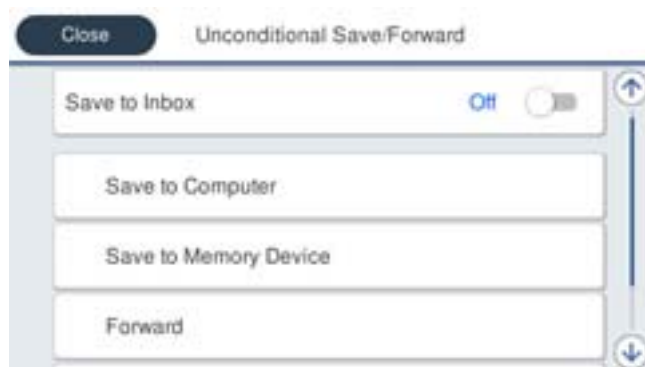 Close Unconditional Save/Forward
Save to Inbox Off
Save to Computer
Save to Memory Device
Forward